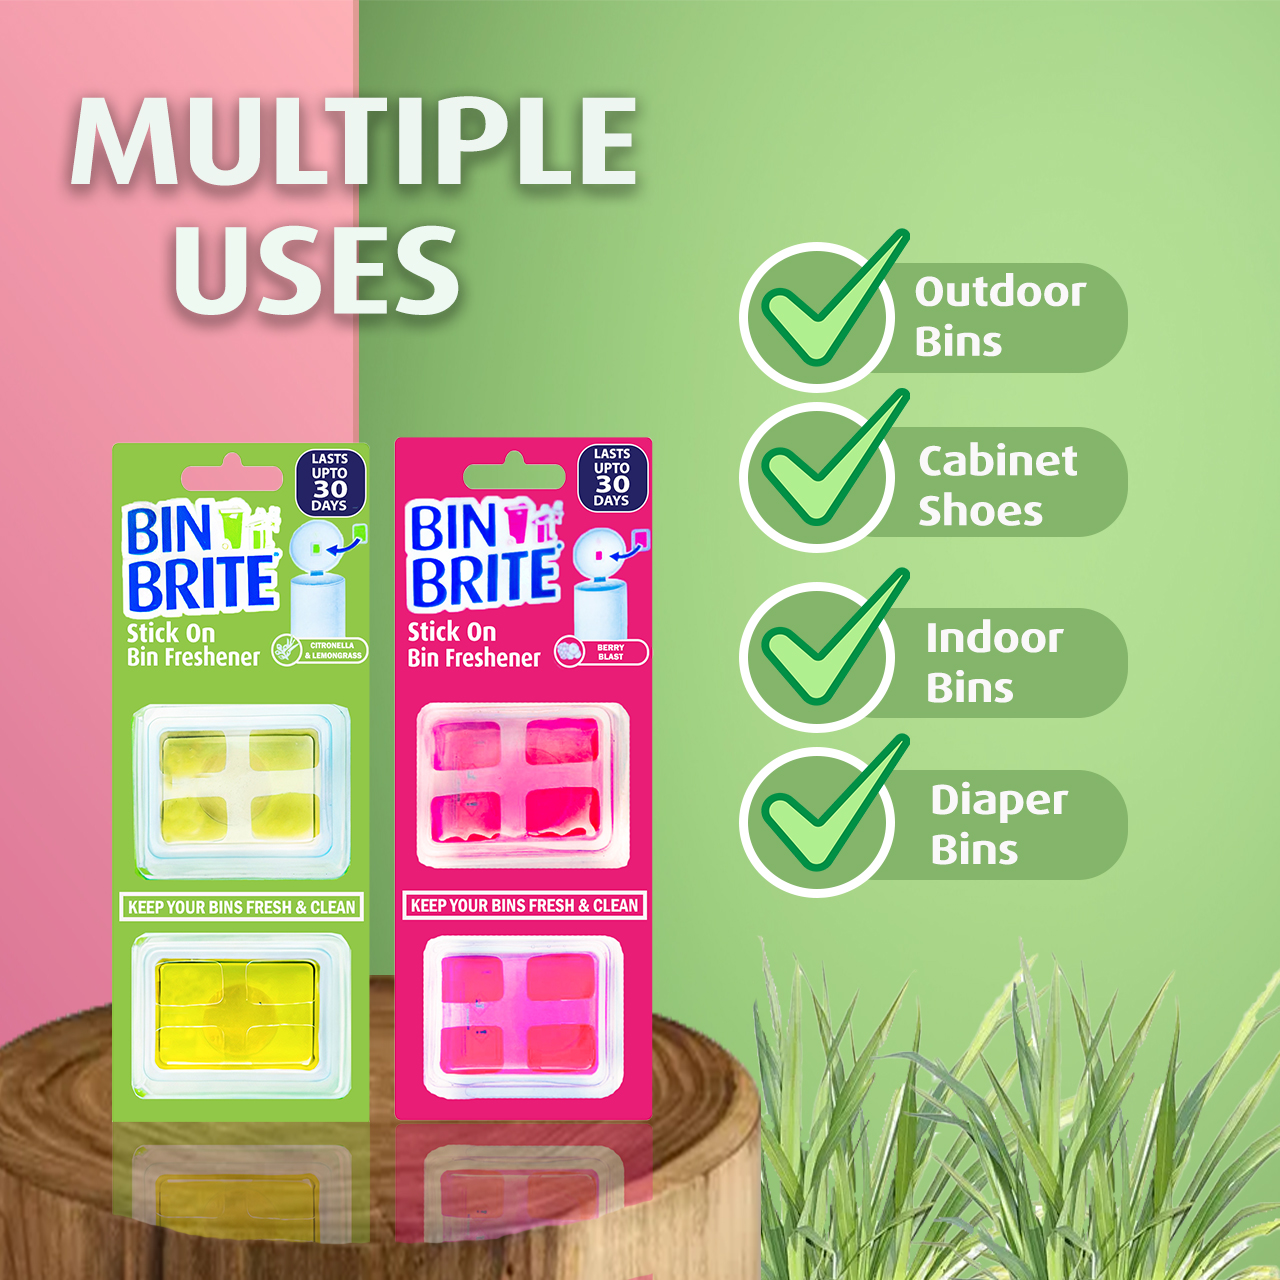 MULTIPLE
USES
Outdoor
Bins
Cabinet
Shoes
Indoor
Bins
Diaper
Bins
LASTS
UPTO
30
DAYS
BIN
BRITE
Stick On
Bin Freshener
CITRONELLA
& LEMONGRASS
KEEP YOUR BINS FRESH & CLEAN
LASTS
UPTO
30
DAYS
BIN
BRITE
Stick On
Bin Freshener
BERRY
BLAST
KEEP YOUR BINS FRESH & CLEAN